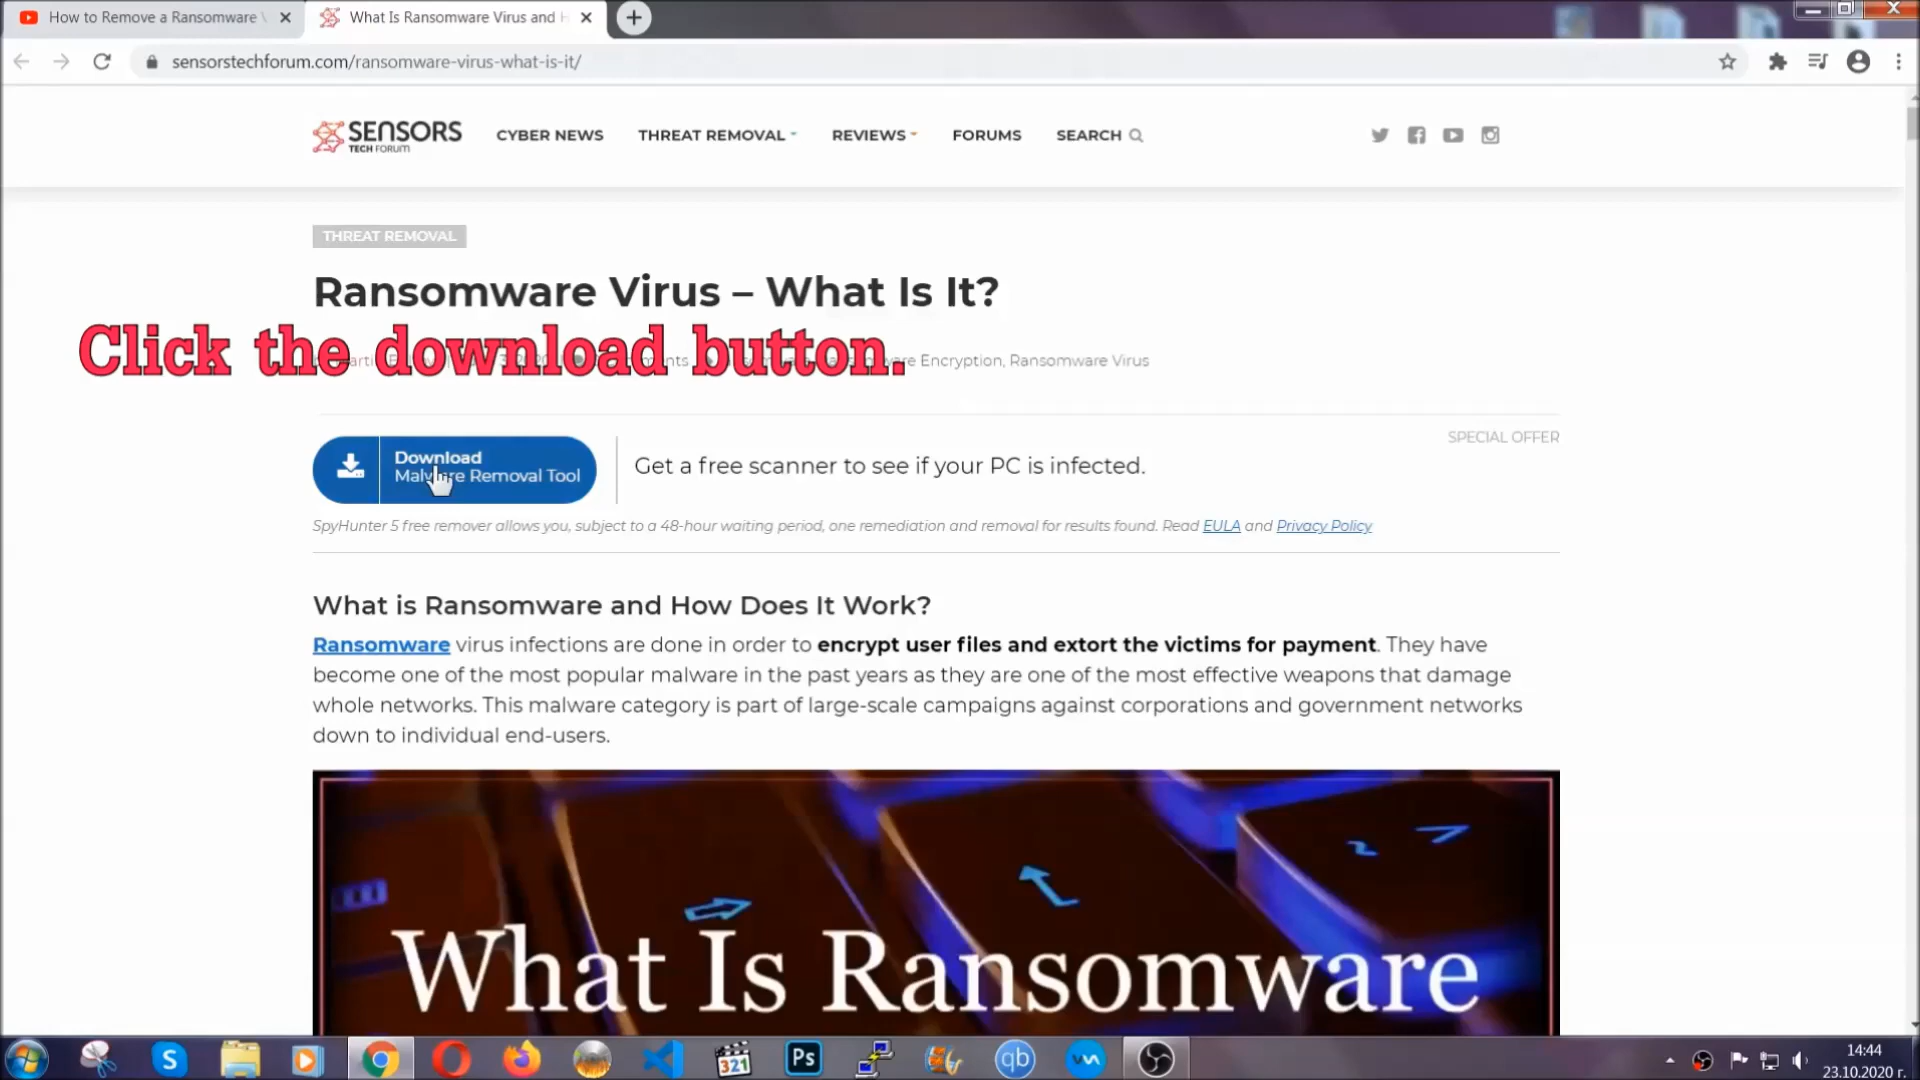 How to Remove a Ransomware
What Is Ransomware Virus and
sensorstechforum.com/ransomware-virus-what-is-it/
SENSORS
TECH FORUM
CYBER NEWS
THREAT REMOVAL
REVIEWS
FORUMS
SEARCH
THREAT REMOVAL
Ransomware Virus – What Is It?
Click the download button.
Encryption, Ransomware Virus
SPECIAL OFFER
Download
Malware Removal Tool
Get a free scanner to see if your PC is infected.
SpyHunter 5 free remover allows you, subject to a 48-hour waiting period, one remediation and removal for results found. Read EULA and Privacy Policy
What is Ransomware and How Does It Work?
Ransomware virus infections are done in order to encrypt user files and extort the victims for payment. They have
become one of the most popular malware in the past years as they are one of the most effective weapons that damage
whole networks. This malware category is part of large-scale campaigns against corporations and government networks
down to individual end-users.
What Is Ransomware
S
321
Ps
qb
14:44
23.10.2020 г.